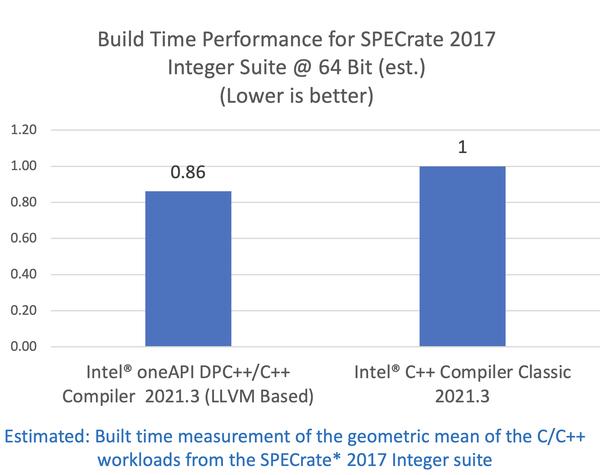 Build Time Performance for SPECrate 2017
Integer Suite @ 64 Bit (est.)
(Lower is better)
1.20
1.00
0.80
0.60
0.40
0.20
0.00
0.86
1
Intel® oneAPI DPC++/C++
Compiler 2021.3 (LLVM Based)
Intel® C++ Compiler Classic
2021.3
Estimated: Built time measurement of the geometric mean of the C/C++
workloads from the SPECrate* 2017 Integer suite